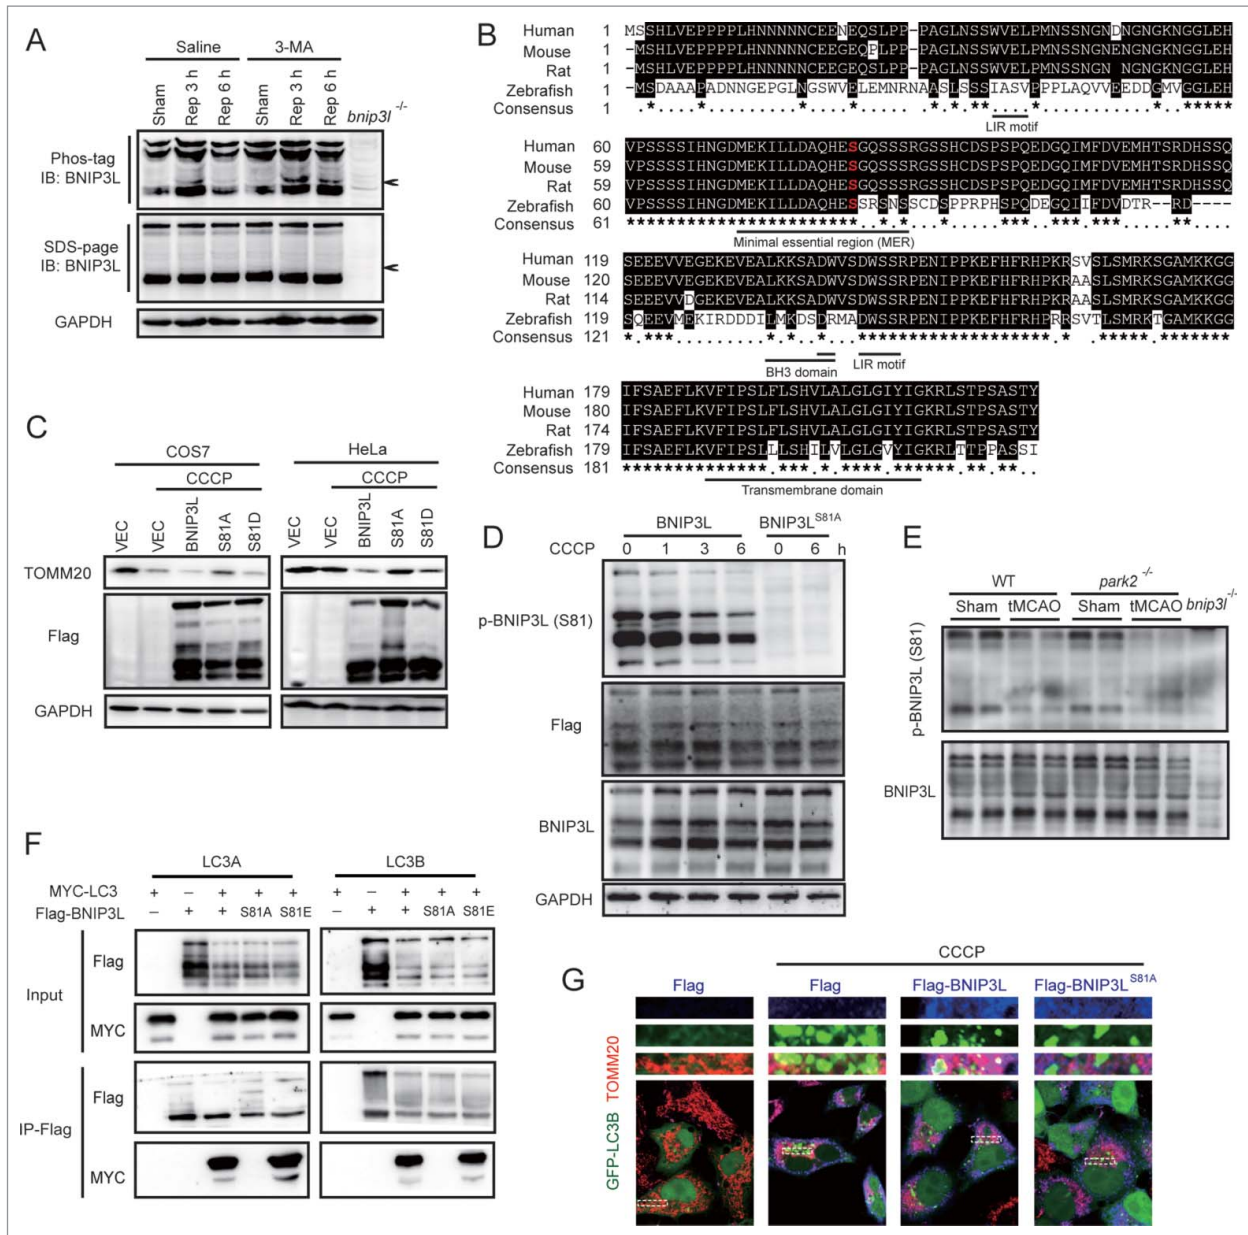 A
Saline 3-MA
Sham Rep 3 h Rep 6 h Sham Rep 3 h Rep 6 h bnip3l -/-
Phos-tag
IB: BNIP3L
SDS-page
IB: BNIP3L
GAPDH
B
Human 1 MSSHLVEPPPPLHNNNNNCEENEQSLPP-PAGLNSSWVELPMNSSNGNDNGNGKNGGLEH
Mouse 1 -MSHLVEPPPPLHNNNNNCEEGEQPLPP-PAGLNSSWVELPMNSSNGNENGNGKNGGLEH
Rat 1
Zebrafish 1
Consensus 1
LIR motif
Human 60 VPSSSSIHNGDMEKILLDAQHESGQSSSRGSSHCDSPSPQEDGQIMFDVEMHTSRDHSSQ
Mouse 59 VPSSSSIHNGDMEKILLDAQHESGQSSSRGSSHCDSPSPQEDGQIMFDVEMHTSRDHSSQ
Rat 59 VPSSSSIHNGDMEKILLDAQHESGQSSSRGSSHCDSPSPQEDGQIMFDVEMHTSRDHSSQ
Zebrafish 60 VPSSSSIHNGDMEKILLDAQHESSRSNSSCDSPPRPHSPQDEGQIIFDVDTR--RD----
Consensus 61
Minimal essential region (MER)
Human 119 SEEEVVEGEKEVEALKKSADWVSDWSSRPENIPPKEFHFRHPKRSVSLSMRKSGAMKKGG
Mouse 120 SEEEVVEGEKEVEALKKSADWVSDWSSRPENIPPKEFHFRHPKRAASLSMRKSGAMKKGG
Rat 114 SEEEVVDGEKEVEALKKSADWVSDWSSRPENIPPKEFHFRHPKRAASLSMRKSGAMKKGG
Zebrafish 119 SQEEVMEKIRDDDILMKDSDRMADWSSRPENIPPKEFHFRHPRRSVTLSMRKTGAMKKGG
Consensus 121
BH3 domain LIR motif
Human 179 IFSAEFLKVFIPSLFLSHVLALGLGIYIGKRLSTPSASTY
Mouse 180 IFSAEFLKVFIPSLFLSHVLALGLGIYIGKRLSTPSASTY
Rat 174 IFSAEFLKVFIPSLFLSHVLALGLGIYIGKRLSTPSASTY
Zebrafish 179 IFSAEFLKVFIPSLLLSHILVLGLGVYIGKRLTTPPASSI
Consensus 181
Transmembrane domain
C
COS7 HeLa
CCCP CCCP
VEC VEC BNIP3L S81A S81D VEC VEC BNIP3L S81A S81D
TOMM20
Flag
GAPDH
D
BNIP3L BNIP3L S81A
CCCP 0 1 3 6 0 6 h
p-BNIP3L (S81)
Flag
BNIP3L
GAPDH
E
WT park2 -/-
Sham tMCAO Sham tMCAO bnip3l -/-
p-BNIP3L (S81)
BNIP3L
F
LC3A LC3B
MYC-LC3 + − + + + + − + + +
Flag-BNIP3L − + + S81A S81E − + + S81A S81E
Input
Flag
MYC
IP-Flag
Flag
MYC
G
CCCP
Flag Flag Flag-BNIP3L Flag-BNIP3L S81A
GFP-LC3B TOMM20